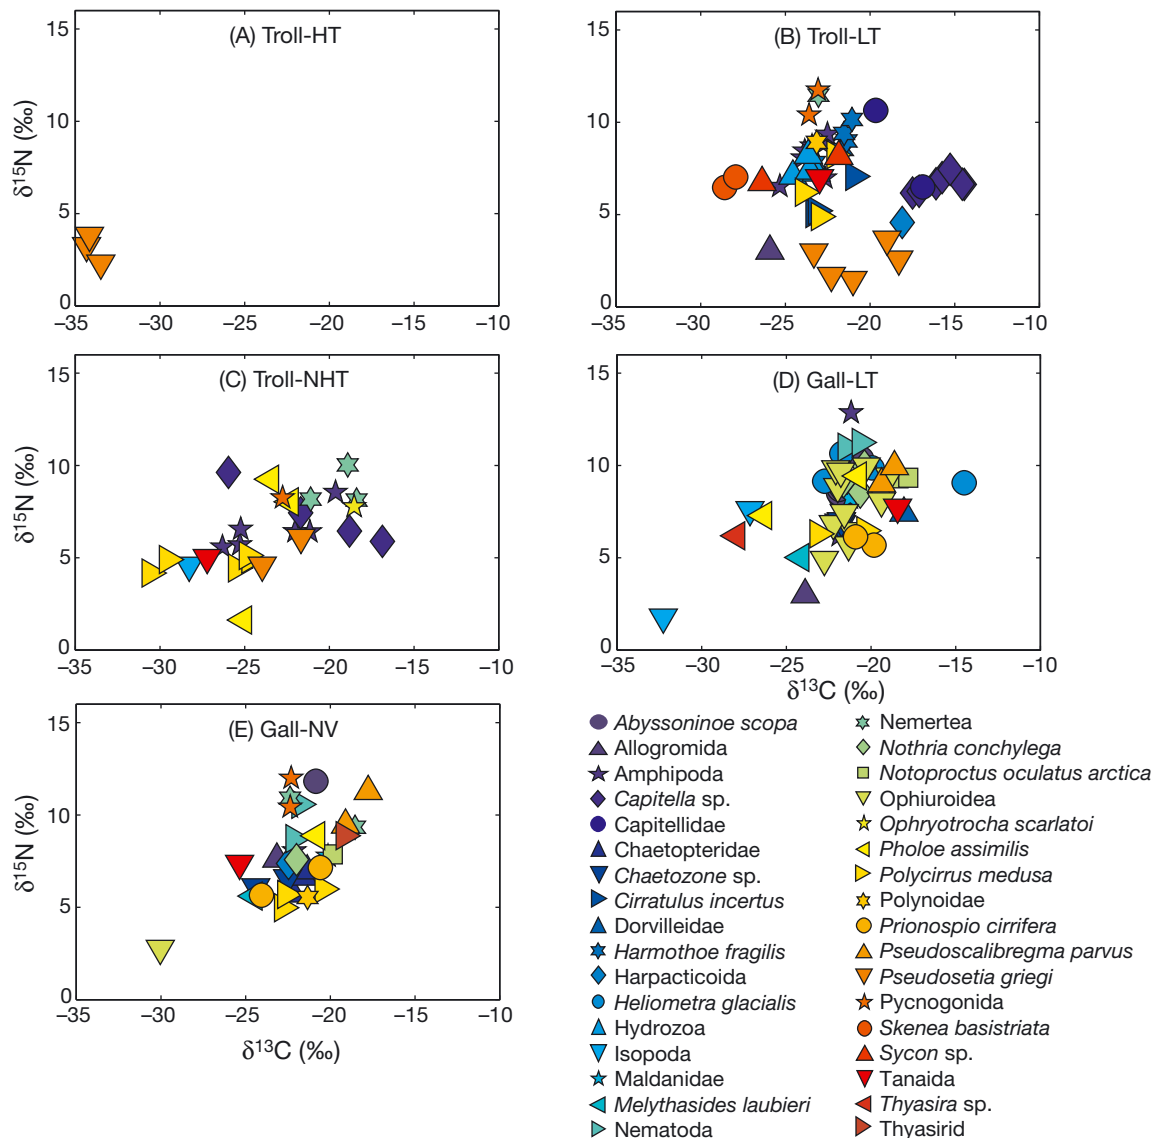 (A) Troll-HT
15
10
5
0
−35 −30 −25 −20 −15 −10
δ15N (‰)
(B) Troll-LT
15
10
5
0
−35 −30 −25 −20 −15 −10
(C) Troll-NHT
15
10
5
0
−35 −30 −25 −20 −15 −10
δ15N (‰)
(D) Gall-LT
15
10
5
0
−35 −30 −25 −20 −15 −10
δ13C (‰)
(E) Gall-NV
15
10
5
0
−35 −30 −25 −20 −15 −10
δ15N (‰)
δ13C (‰)
Abyssoninoe scopa
Allogromida
Amphipoda
Capitella sp.
Capitellidae
Chaetopteridae
Chaetozone sp.
Cirratulus incertus
Dorvilleidae
Harmothoe fragilis
Harpacticoida
Heliometra glacialis
Hydrozoa
Isopoda
Maldanidae
Melythasides laubieri
Nematoda
Nemertea
Nothria conchylega
Notoproctus oculatus arctica
Ophiuroidea
Ophryotrocha scarlatoi
Pholoe assimilis
Polycirrus medusa
Polynoidae
Prionospio cirrifera
Pseudoscalibregma parvus
Pseudosetia griegi
Pycnogonida
Skenea basistriata
Sycon sp.
Tanaida
Thyasira sp.
Thyasirid